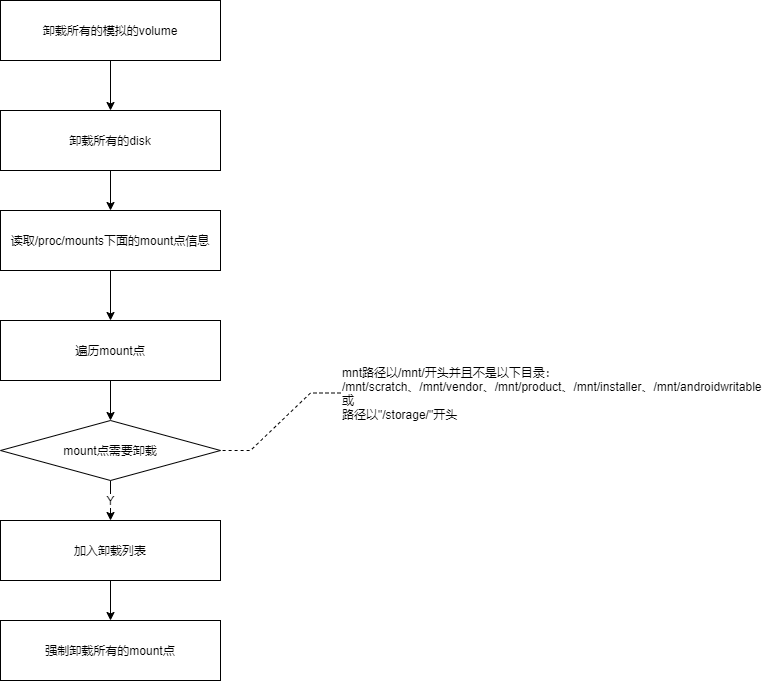 卸载所有的模拟的volume
卸载所有的disk
读取/proc/mounts下面的mount点信息
遍历mount点
mnt路径以/mnt/开头并且不是以下目录：
/mnt/scratch、/mnt/vendor、/mnt/product、/mnt/installer、/mnt/androidwritable
或
路径以"/storage/"开头
mount点需要卸载
Y
加入卸载列表
强制卸载所有的mount点